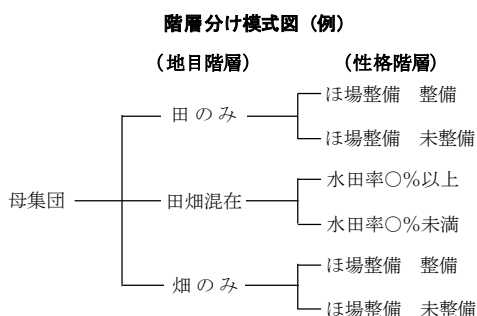 階層分け模式図（例）
（地目階層）　（性格階層）
ほ場整備　整備
田 の み
ほ場整備　未整備
水田率○%以上
母集団　田畑混在
水田率○%未満
ほ場整備　整備
畑 の み
ほ場整備　未整備